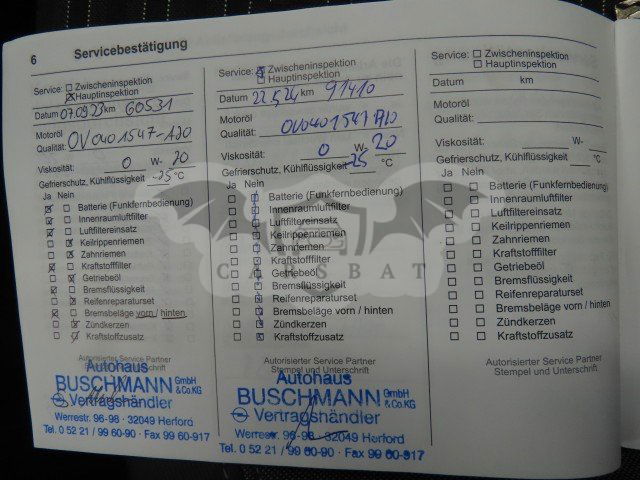 6 Servicebestätigung
Service: Zwischeninspektion
Hauptinspektion
Datum 07.09.23 km 60531
Motoröl
Qualität: OV0401547-A20
Viskosität: 0 W- 20
Gefrierschutz, Kühlflüssigkeit -25 °C
Ja Nein
Batterie (Funkfernbedienung)
Innenraumluftfilter
Luftfiltereinsatz
Keilrippenriemen
Zahnriemen
Kraftstofffilter
Getriebeöl
Bremsflüssigkeit
Reifenreparaturset
Bremsbeläge vorn / hinten
Zündkerzen
Kraftstoffzusatz
Autorisierter Service Partner
Stempel und Unterschrift
Autohaus
BUSCHMANN GmbH & Co.KG
Vertragshändler
Werrestr. 96-98 · 32049 Herford
Tel. 0 52 21 / 99 60-90 · Fax 99 60-917
Service: Zwischeninspektion
Hauptinspektion
Datum 22.5.24 km 91410
Motoröl
Qualität: OV0401547 A20
Viskosität: 0 W- 20
Gefrierschutz, Kühlflüssigkeit -25 °C
Ja Nein
Batterie (Funkfernbedienung)
Innenraumluftfilter
Luftfiltereinsatz
Keilrippenriemen
Zahnriemen
Kraftstofffilter
Getriebeöl
Bremsflüssigkeit
Reifenreparaturset
Bremsbeläge vorn / hinten
Zündkerzen
Kraftstoffzusatz
Autorisierter Service Partner
Stempel und Unterschrift
Autohaus
BUSCHMANN GmbH & Co.KG
Vertragshändler
Werrestr. 96-98 · 32049 Herford
Tel. 0 52 21 / 99 60-90 · Fax 99 60-917
Service: Zwischeninspektion
Hauptinspektion
Datum km
Motoröl
Qualität:
Viskosität: W-
Gefrierschutz, Kühlflüssigkeit °C
Ja Nein
Batterie (Funkfernbedienung)
Innenraumluftfilter
Luftfiltereinsatz
Keilrippenriemen
Zahnriemen
Kraftstofffilter
Getriebeöl
Bremsflüssigkeit
Reifenreparaturset
Bremsbeläge vorn / hinten
Zündkerzen
Kraftstoffzusatz
Autorisierter Service Partner
Stempel und Unterschrift
CARSBAT